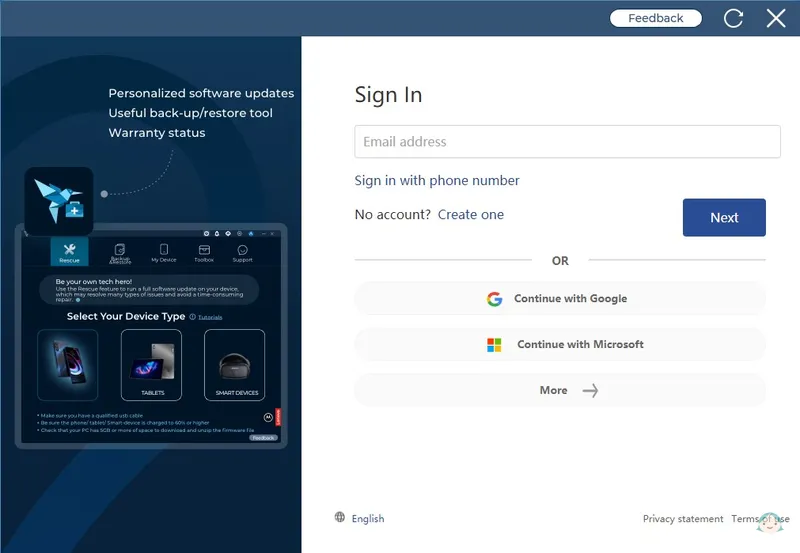 Feedback
Personalized software updates
Useful back-up/restore tool
Warranty status
Rescue
Backup
&Restore
My Device
Toolbox
Support
Be your own tech hero!
Use the Rescue feature to run a full software update on your device,
which may resolve many types of issues and avoid a time-consuming
repair.
Select Your Device Type
Tutorials
TABLETS
SMART DEVICES
• Make sure you have a qualified usb cable
• Be sure the phone/ tablet/ Smart device is charged to 60% or higher
• Check that your PC has 8GB or more of space to download and unzip the firmware file
Lenovo
Feedback
Sign In
Email address
Sign in with phone number
No account? Create one
Next
OR
Continue with Google
Continue with Microsoft
More
English
Privacy statement
Terms of use